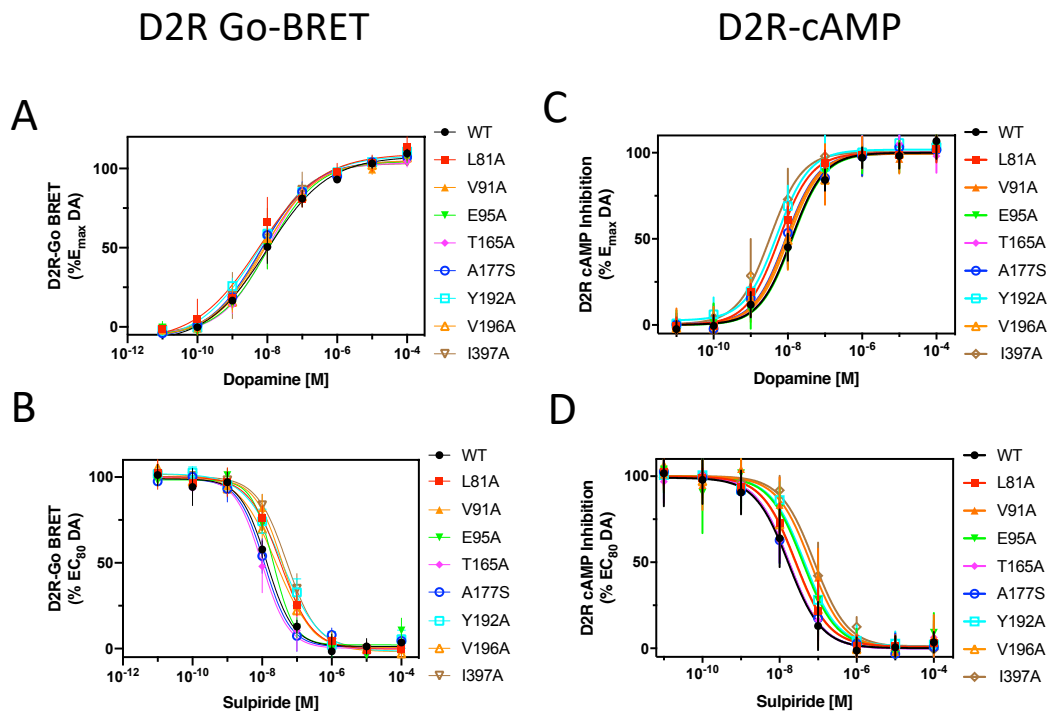 D2R Go-BRET
D2R-cAMP
A
D2R-Go BRET
(%Emax DA)
100
50
0
10-12
10-10
10-8
10-6
10-4
Dopamine [M]
WT
L81A
V91A
E95A
T165A
A177S
Y192A
V196A
I397A
C
D2R cAMP Inhibition
(% Emax DA)
100
50
0
10-10
10-8
10-6
10-4
Dopamine [M]
WT
L81A
V91A
E95A
T165A
A177S
Y192A
V196A
I397A
B
D2R-Go BRET
(% EC80 DA)
100
50
0
10-12
10-10
10-8
10-6
10-4
Sulpiride [M]
WT
L81A
V91A
E95A
T165A
A177S
Y192A
V196A
I397A
D
D2R cAMP Inhibition
(% EC80 DA)
100
50
0
10-10
10-8
10-6
10-4
Sulpiride [M]
WT
L81A
V91A
E95A
T165A
A177S
Y192A
V196A
I397A